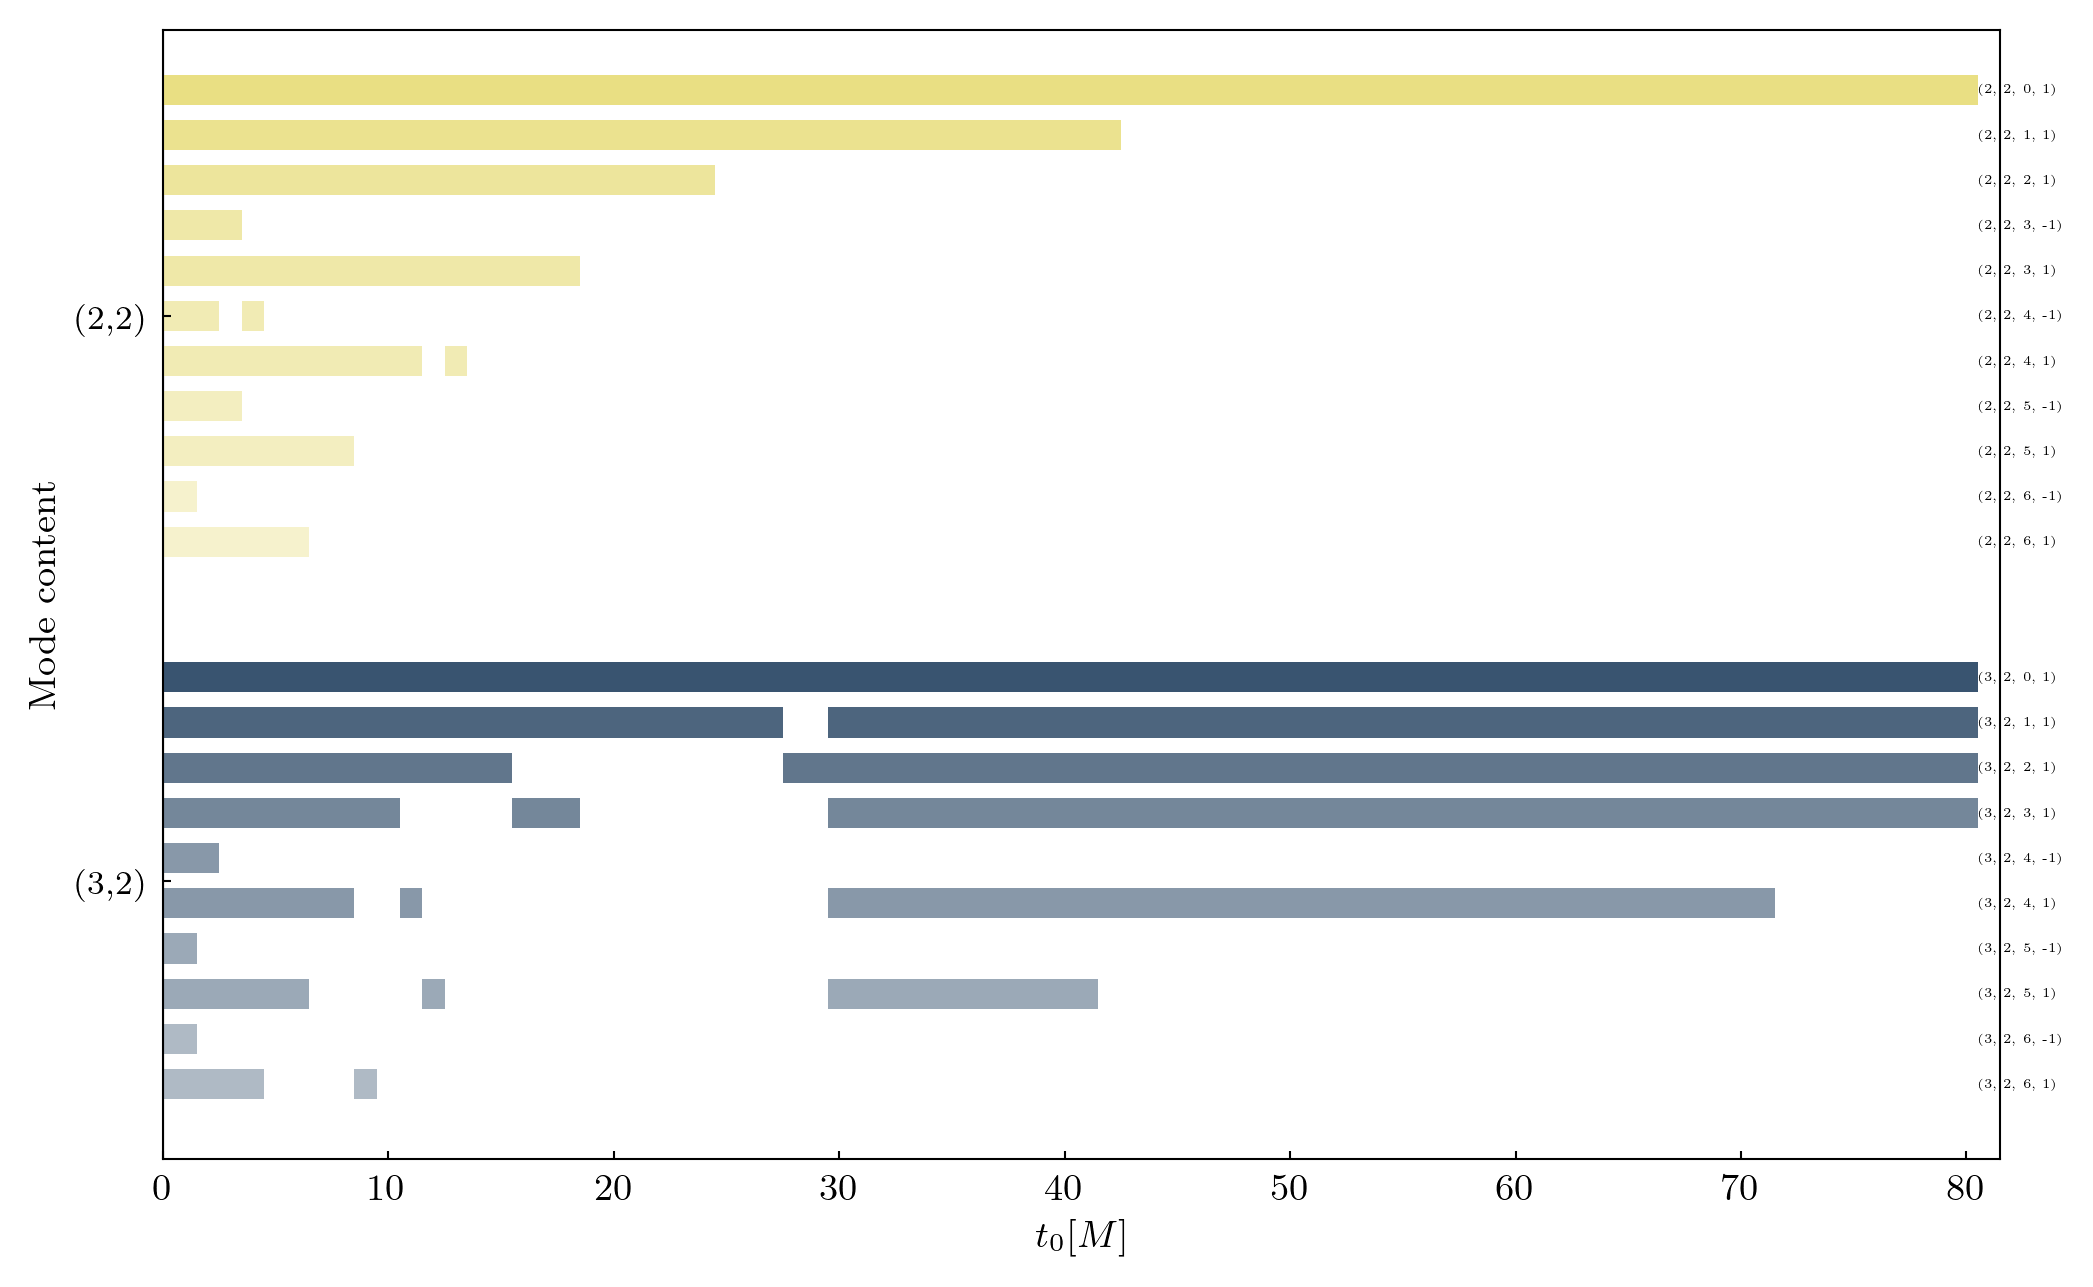 (2, 2, 0, 1)
(2, 2, 1, 1)
(2, 2, 2, 1)
(2, 2, 3, -1)
(2, 2, 3, 1)
(2,2)
(2, 2, 4, -1)
(2, 2, 4, 1)
(2, 2, 5, -1)
(2, 2, 5, 1)
(2, 2, 6, -1)
(2, 2, 6, 1)
Mode content
(3, 2, 0, 1)
(3, 2, 1, 1)
(3, 2, 2, 1)
(3, 2, 3, 1)
(3, 2, 4, -1)
(3,2)
(3, 2, 4, 1)
(3, 2, 5, -1)
(3, 2, 5, 1)
(3, 2, 6, -1)
(3, 2, 6, 1)
0 10 20 30 40 50 60 70 80
t₀[M]